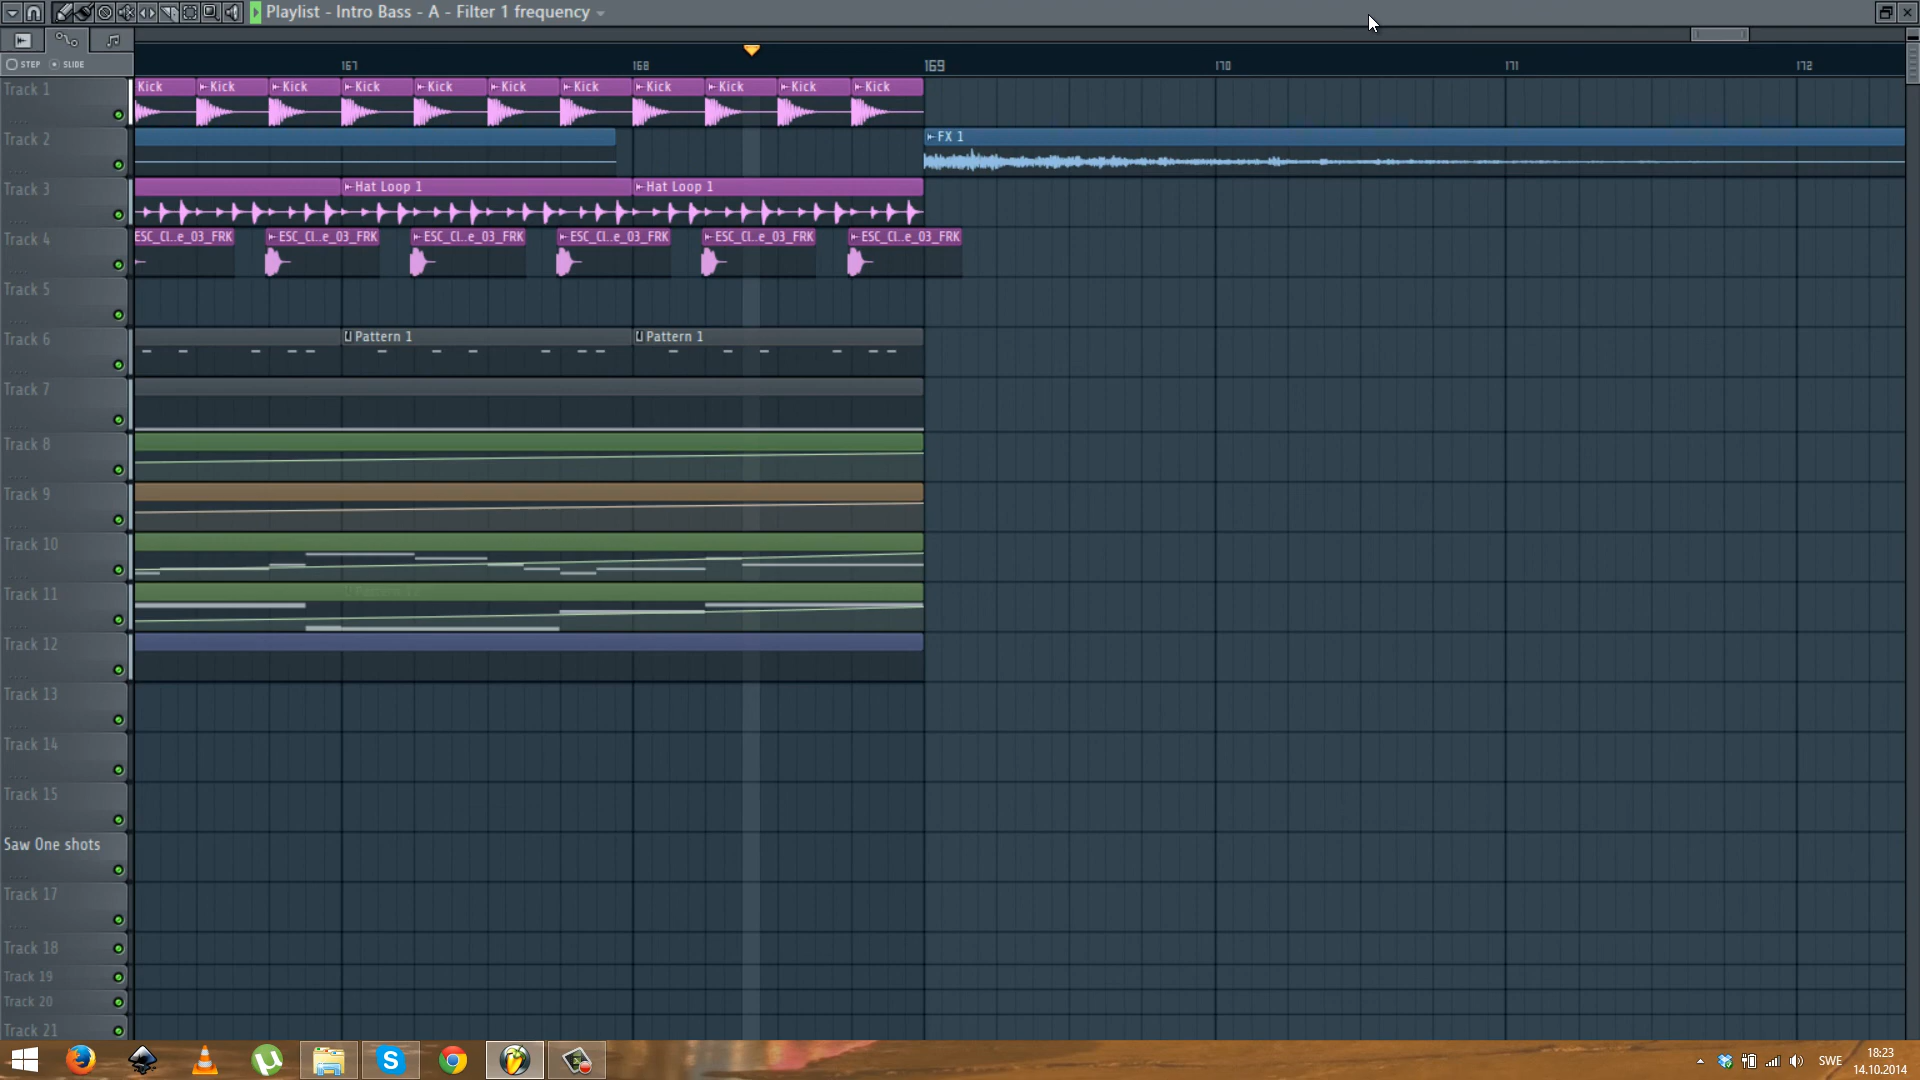 Playlist - Intro Bass - A - Filter 1 frequency
STEP SLIDE
167 168 169 170 171 172
Track 1
Kick Kick Kick Kick Kick Kick Kick Kick Kick Kick Kick
Track 2
FX 1
Track 3
Hat Loop 1 Hat Loop 1
Track 4
ESC_Cl..e_03_FRK ESC_Cl..e_03_FRK ESC_Cl..e_03_FRK ESC_Cl..e_03_FRK ESC_Cl..e_03_FRK ESC_Cl..e_03_FRK
Track 5
Track 6
Pattern 1 Pattern 1
Track 7
Track 8
Track 9
Track 10
Track 11
Track 12
Track 13
Track 14
Track 15
Saw One shots
Track 17
Track 18
Track 19
Track 20
Track 21
SWE
18:23
14.10.2014